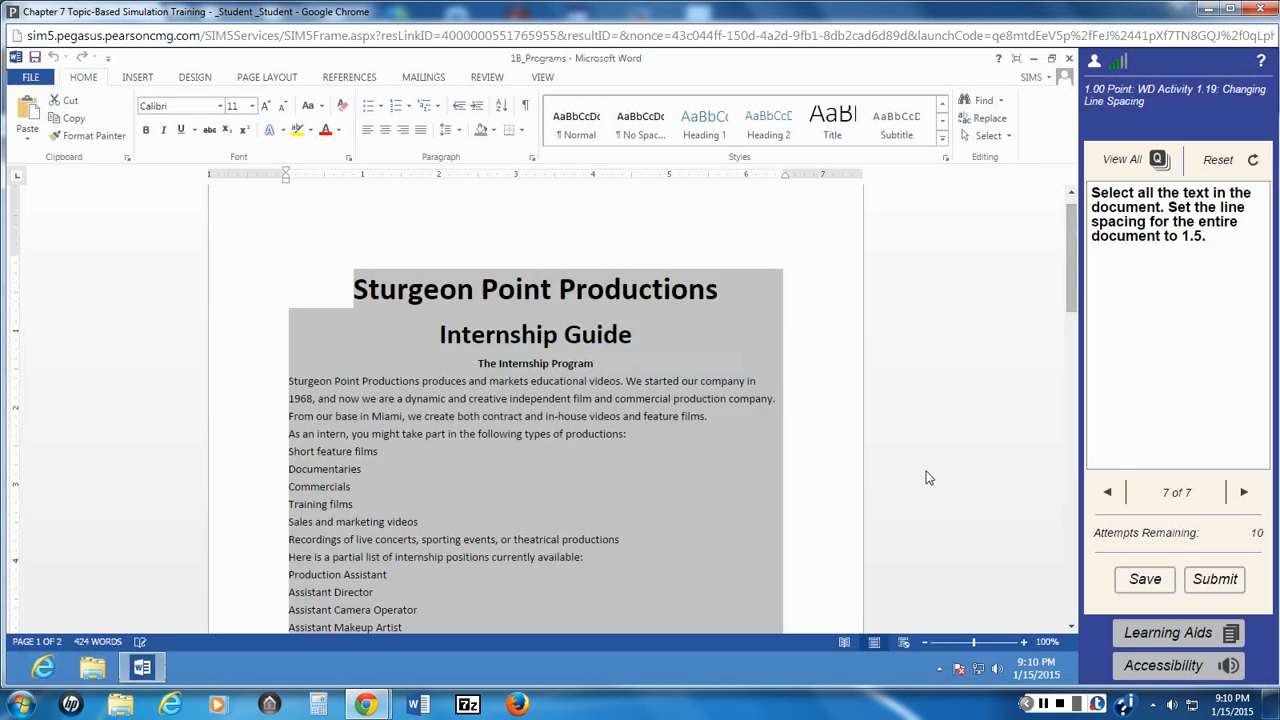 Chapter 7 Topic-Based Simulation Training - _Student _Student - Google Chrome
1B_Programs - Microsoft Word
FILE HOME INSERT DESIGN PAGE LAYOUT REFERENCES MAILINGS REVIEW VIEW
SIMS
Paste
Cut
Copy
Format Painter
Clipboard
Calibri 11
Font
Paragraph
AaBbCcDc ¶ Normal
AaBbCcDc ¶ No Spac...
AaBbCc Heading 1
AaBbCcDc Heading 2
AaBl Title
AaBbCcDc Subtitle
Styles
Find
Replace
Select
Editing
Sturgeon Point Productions
Internship Guide
The Internship Program
Sturgeon Point Productions produces and markets educational videos. We started our company in
1968, and now we are a dynamic and creative independent film and commercial production company.
From our base in Miami, we create both contract and in-house videos and feature films.
As an intern, you might take part in the following types of productions:
Short feature films
Documentaries
Commercials
Training films
Sales and marketing videos
Recordings of live concerts, sporting events, or theatrical productions
Here is a partial list of internship positions currently available:
Production Assistant
Assistant Director
Assistant Camera Operator
Assistant Makeup Artist
PAGE 1 OF 2 424 WORDS
100%
9:10 PM
1/15/2015
1.00 Point: WD Activity 1.19: Changing
Line Spacing
View All Q Reset
Select all the text in the
document. Set the line
spacing for the entire
document to 1.5.
7 of 7
Attempts Remaining: 10
Save Submit
Learning Aids
Accessibility
9:10 PM
1/15/2015